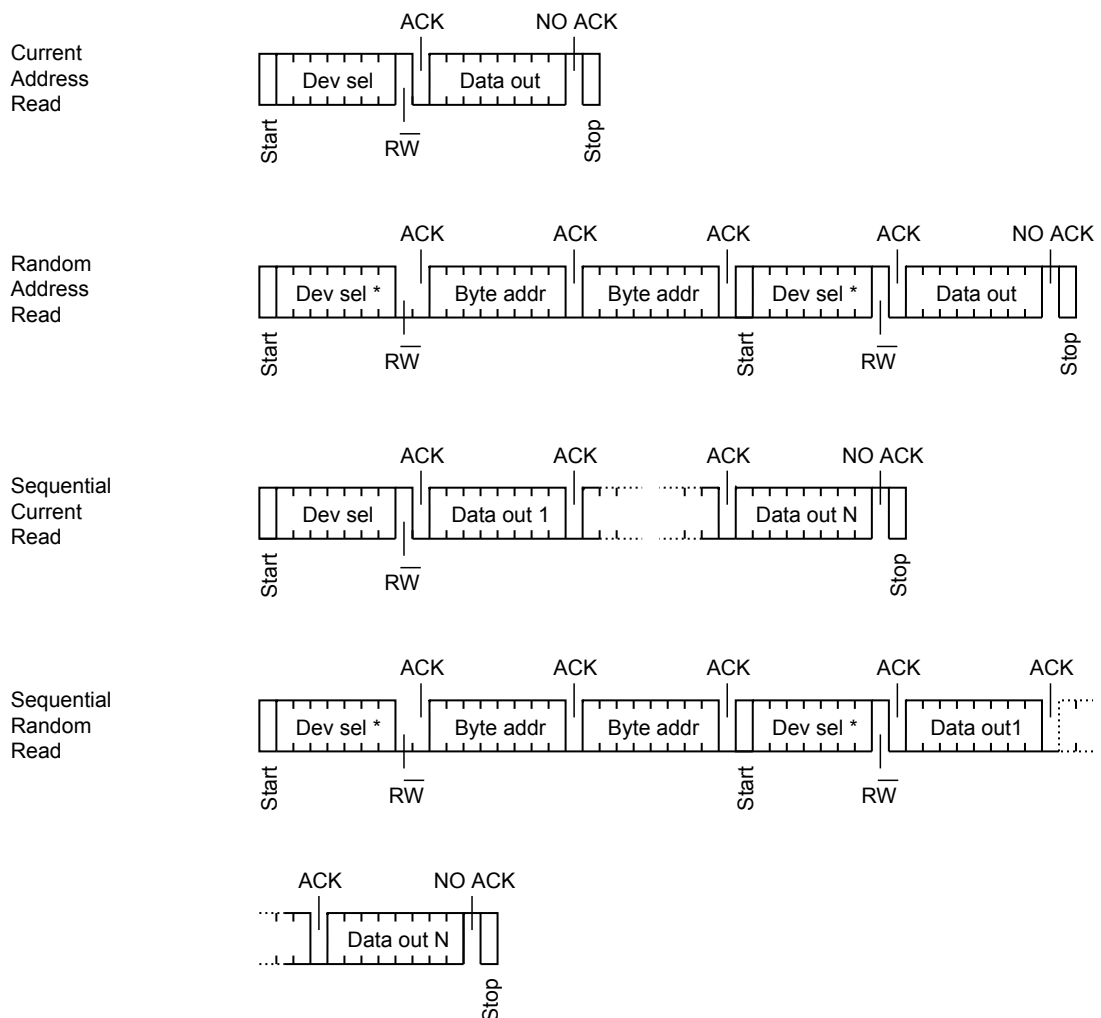 ACK NO ACK
Current
Address
Read
Dev sel Data out
Start RW̅ Stop
ACK ACK ACK ACK NO ACK
Random
Address
Read
Dev sel * Byte addr Byte addr Dev sel * Data out
Start RW̅ Start RW̅ Stop
ACK ACK ACK NO ACK
Sequential
Current
Read
Dev sel Data out 1 Data out N
Start RW̅ Stop
ACK ACK ACK ACK ACK
Sequential
Random
Read
Dev sel * Byte addr Byte addr Dev sel * Data out1
Start RW̅ Start RW̅
ACK NO ACK
Data out N
Stop